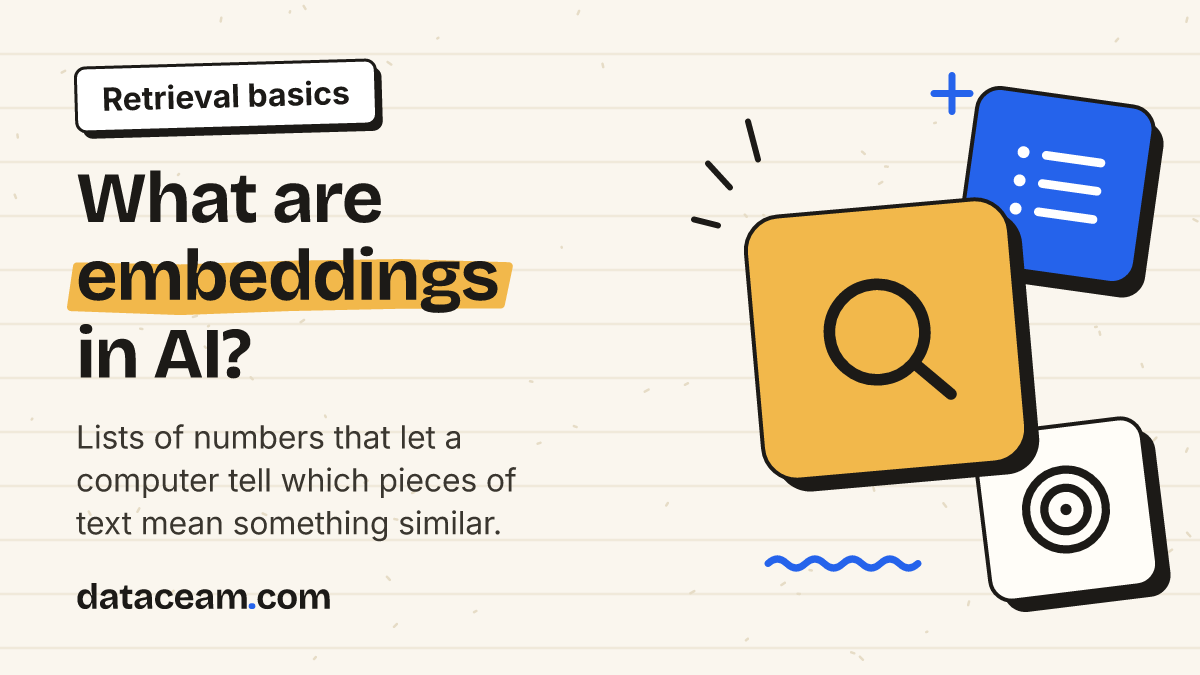 Retrieval basics
What are
embeddings
in AI?
Lists of numbers that let a
computer tell which pieces of
text mean something similar.
dataceam.com